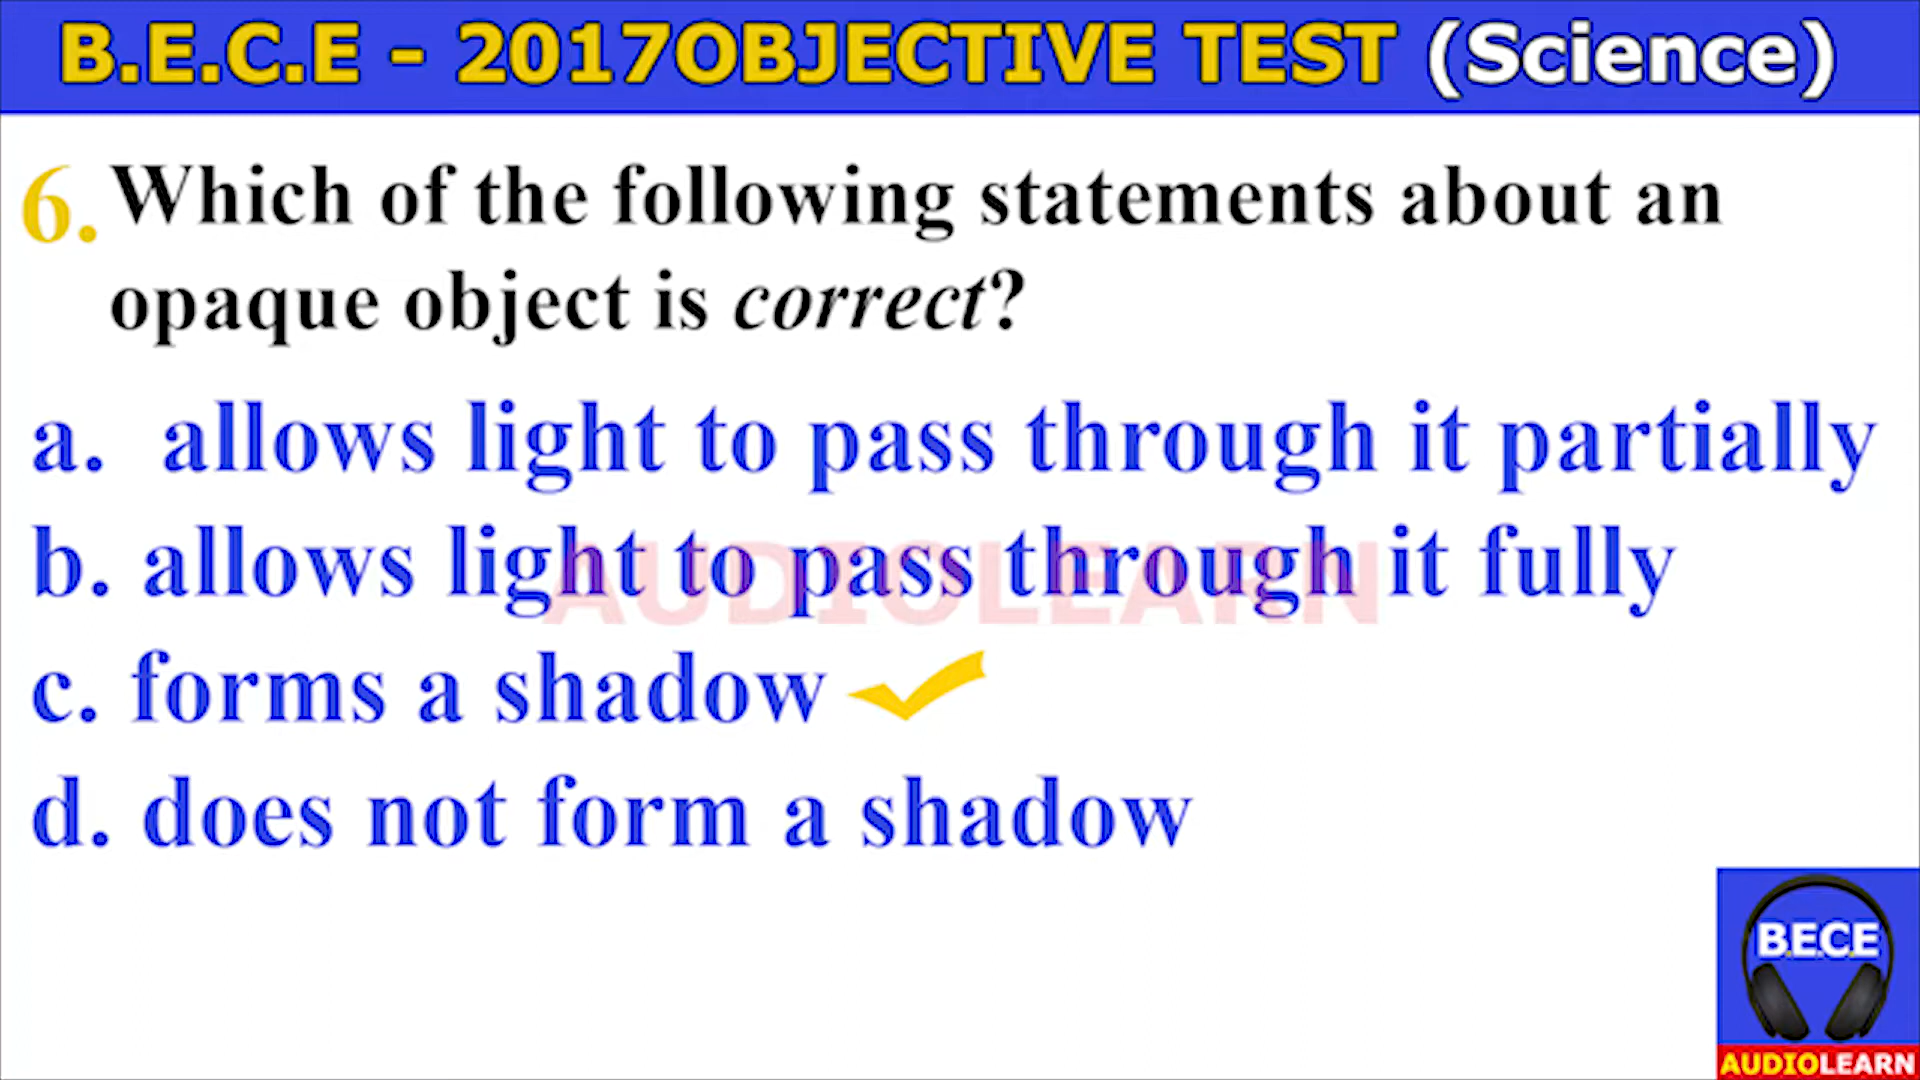 B.E.C.E - 2017OBJECTIVE TEST (Science)
6. Which of the following statements about an
opaque object is correct?
a. allows light to pass through it partially
b. allows light to pass through it fully
AUDIOLEARN
c. forms a shadow
d. does not form a shadow
B.E.C.E
AUDIOLEARN